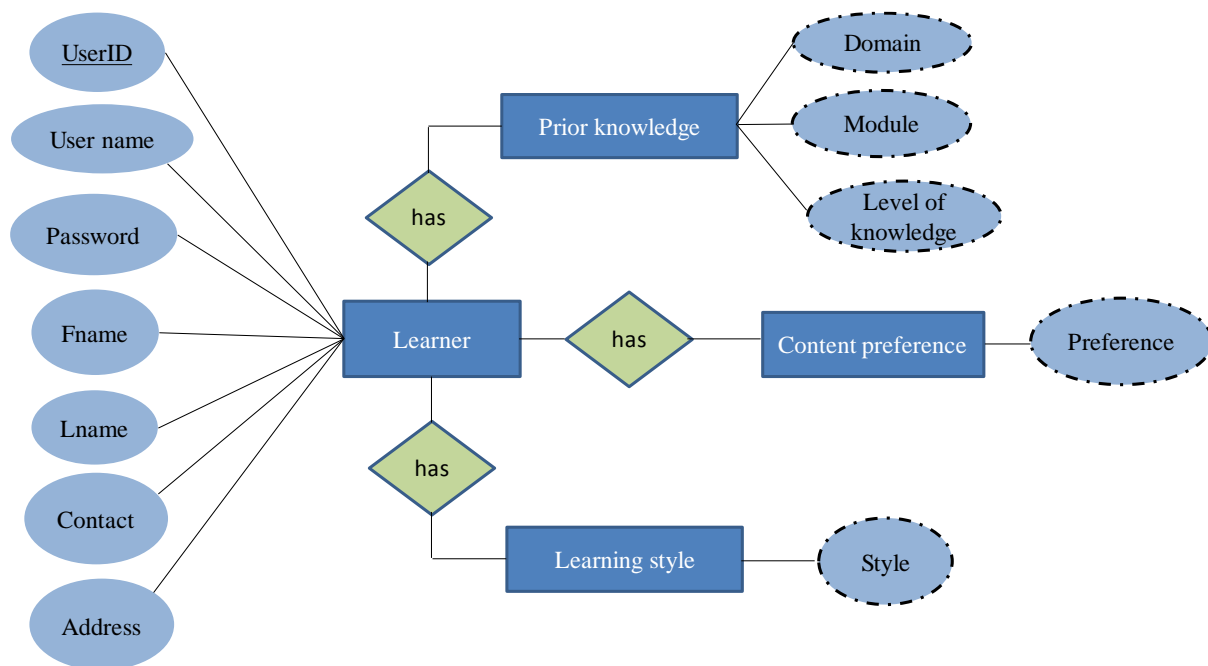 UserID
User name
Password
Fname
Lname
Contact
Address
has
Learner
has
has
Prior knowledge
Domain
Module
Level of
knowledge
Content preference
Preference
Learning style
Style